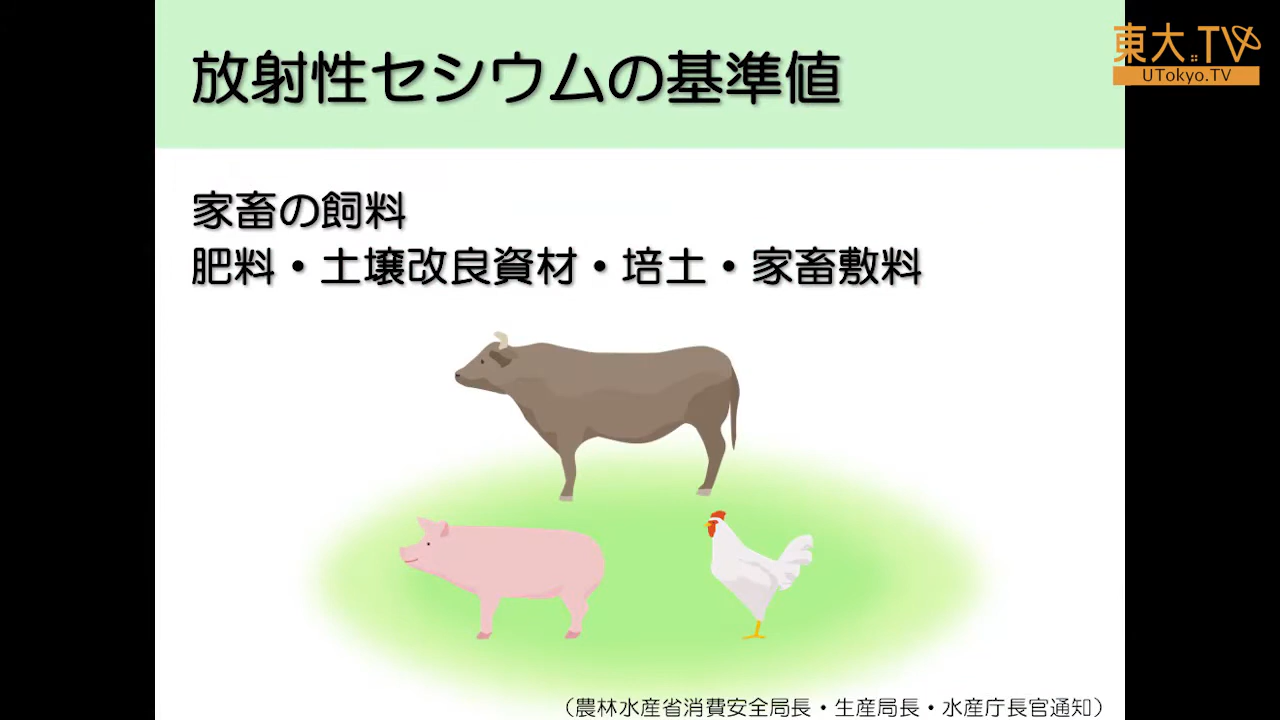 放射性セシウムの基準値
東大.TV
UTokyo.TV
家畜の飼料
肥料・土壌改良資材・培土・家畜敷料
（農林水産省消費安全局長・生産局長・水産庁長官通知）